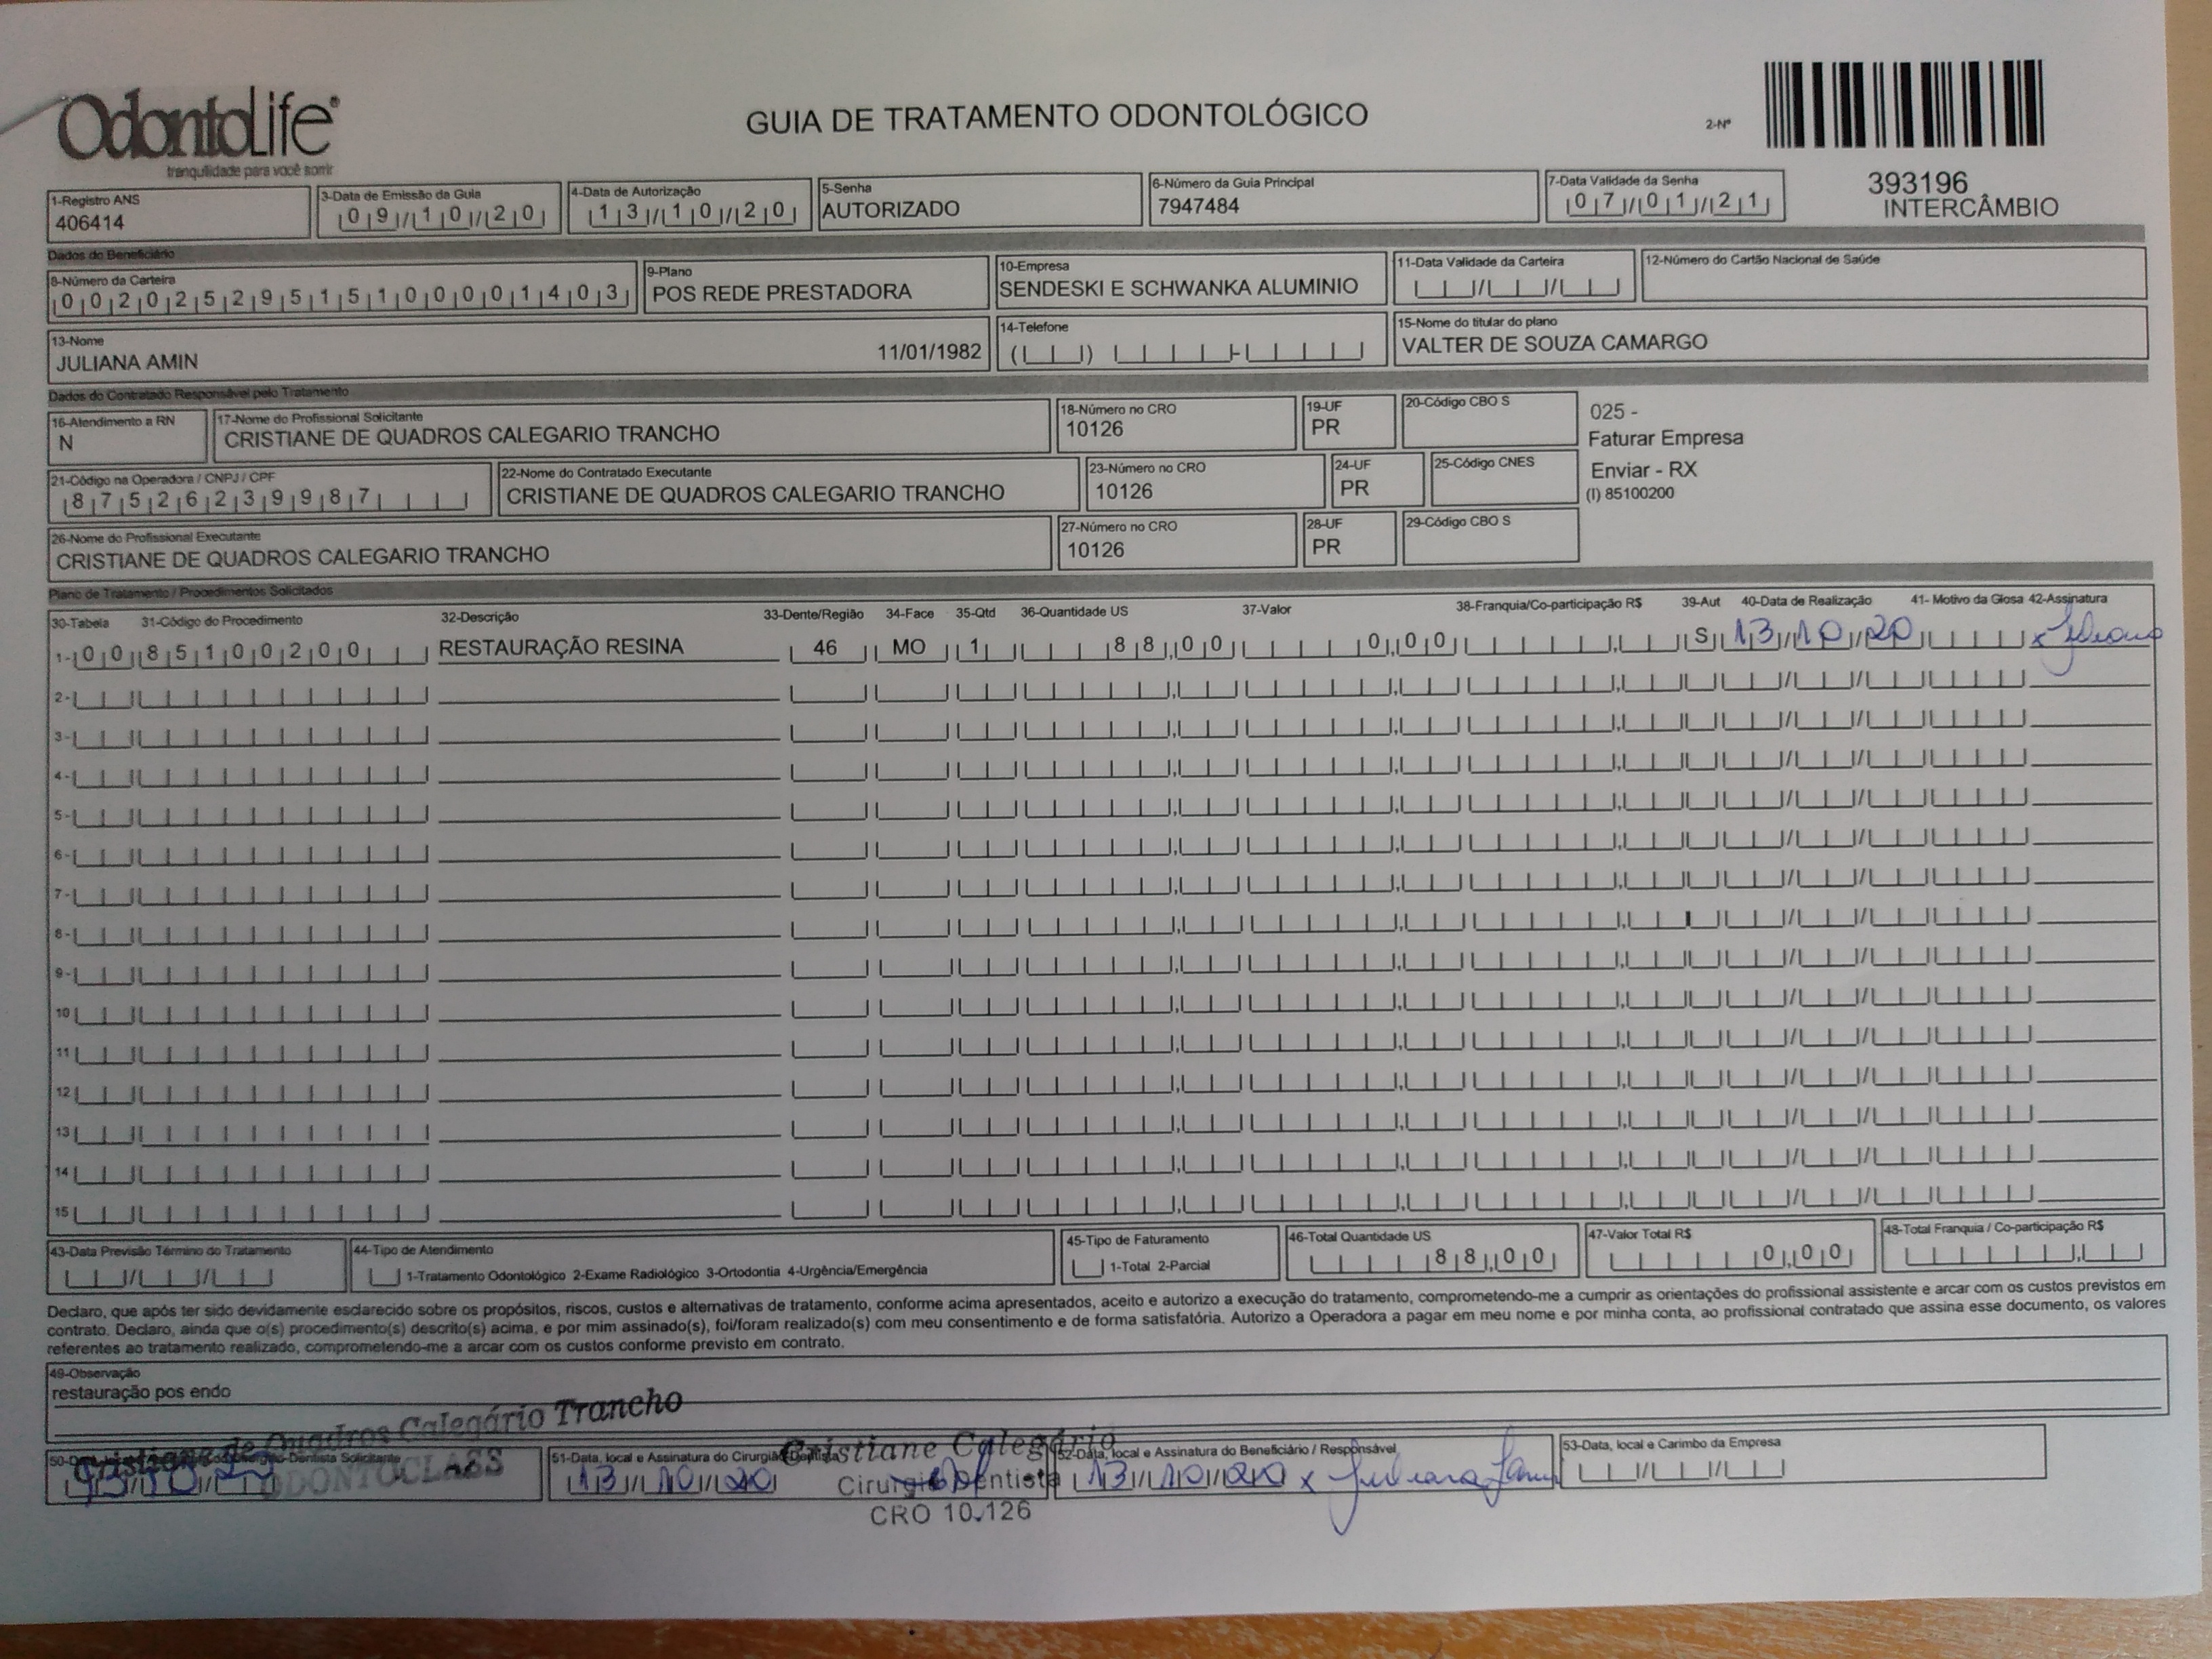 OdontoLife®
tranquilidade para você sorrir
GUIA DE TRATAMENTO ODONTOLÓGICO
2-Nº
393196
INTERCÂMBIO
1-Registro ANS
406414
3-Data de Emissão da Guia
09/10/20
4-Data de Autorização
13/10/20
5-Senha
AUTORIZADO
6-Número da Guia Principal
7947484
7-Data Validade da Senha
07/01/21
Dados do Beneficiário
8-Número da Carteira
00202529515100001403
9-Plano
POS REDE PRESTADORA
10-Empresa
SENDESKI E SCHWANKA ALUMINIO
11-Data Validade da Carteira
12-Número do Cartão Nacional de Saúde
13-Nome
JULIANA AMIN 11/01/1982
14-Telefone
15-Nome do titular do plano
VALTER DE SOUZA CAMARGO
Dados do Contratado Responsável pelo Tratamento
16-Atendimento a RN
N
17-Nome do Profissional Solicitante
CRISTIANE DE QUADROS CALEGARIO TRANCHO
18-Número no CRO
10126
19-UF
PR
20-Código CBO S
025 -
Faturar Empresa
Enviar - RX
(I) 85100200
21-Código na Operadora / CNPJ / CPF
87526239987
22-Nome do Contratado Executante
CRISTIANE DE QUADROS CALEGARIO TRANCHO
23-Número no CRO
10126
24-UF
PR
25-Código CNES
26-Nome do Profissional Executante
CRISTIANE DE QUADROS CALEGARIO TRANCHO
27-Número no CRO
10126
28-UF
PR
29-Código CBO S
Plano de Tratamento / Procedimentos Solicitados
30-Tabela 31-Código do Procedimento 32-Descrição 33-Dente/Região 34-Face 35-Qtd 36-Quantidade US 37-Valor 38-Franquia/Co-participação R$ 39-Aut 40-Data de Realização 41- Motivo da Glosa 42-Assinatura
1- 00 85100200 RESTAURAÇÃO RESINA 46 MO 1 88,00 0,00 S 13/10/20 x Juliana
2-
3-
4-
5-
6-
7-
8-
9-
10
11
12
13
14
15
43-Data Previsão Término do Tratamento
44-Tipo de Atendimento
1-Tratamento Odontológico 2-Exame Radiológico 3-Ortodontia 4-Urgência/Emergência
45-Tipo de Faturamento
1-Total 2-Parcial
46-Total Quantidade US
88,00
47-Valor Total R$
0,00
48-Total Franquia / Co-participação R$
Declaro, que após ter sido devidamente esclarecido sobre os propósitos, riscos, custos e alternativas de tratamento, conforme acima apresentados, aceito e autorizo a execução do tratamento, comprometendo-me a cumprir as orientações do profissional assistente e arcar com os custos previstos em
contrato. Declaro, ainda que o(s) procedimento(s) descrito(s) acima, e por mim assinado(s), foi/foram realizado(s) com meu consentimento e de forma satisfatória. Autorizo a Operadora a pagar em meu nome e por minha conta, ao profissional contratado que assina esse documento, os valores
referentes ao tratamento realizado, comprometendo-me a arcar com os custos conforme previsto em contrato.
49-Observação
restauração pos endo
Cristiane de Quadros Calegário Trancho
ODONTOCLASS
13/10/20
51-Data, local e Assinatura do Cirurgião-Dentista
13/10/20
Cristiane Calegário
Cirurgiã Dentista
CRO 10.126
52-Data, local e Assinatura do Beneficiário / Responsável
13/10/20 x Juliana
53-Data, local e Carimbo da Empresa